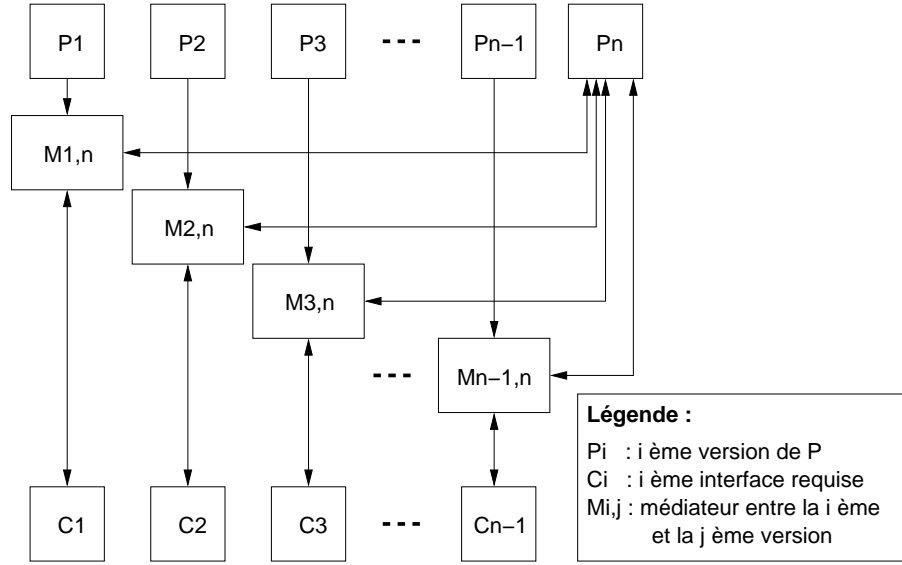 P1 P2 P3 --- Pn−1 Pn
M1,n
M2,n
M3,n
--- Mn−1,n
C1 C2 C3 --- Cn−1
Légende :
Pi : i ème version de P
Ci : i ème interface requise
Mi,j : médiateur entre la i ème
et la j ème version